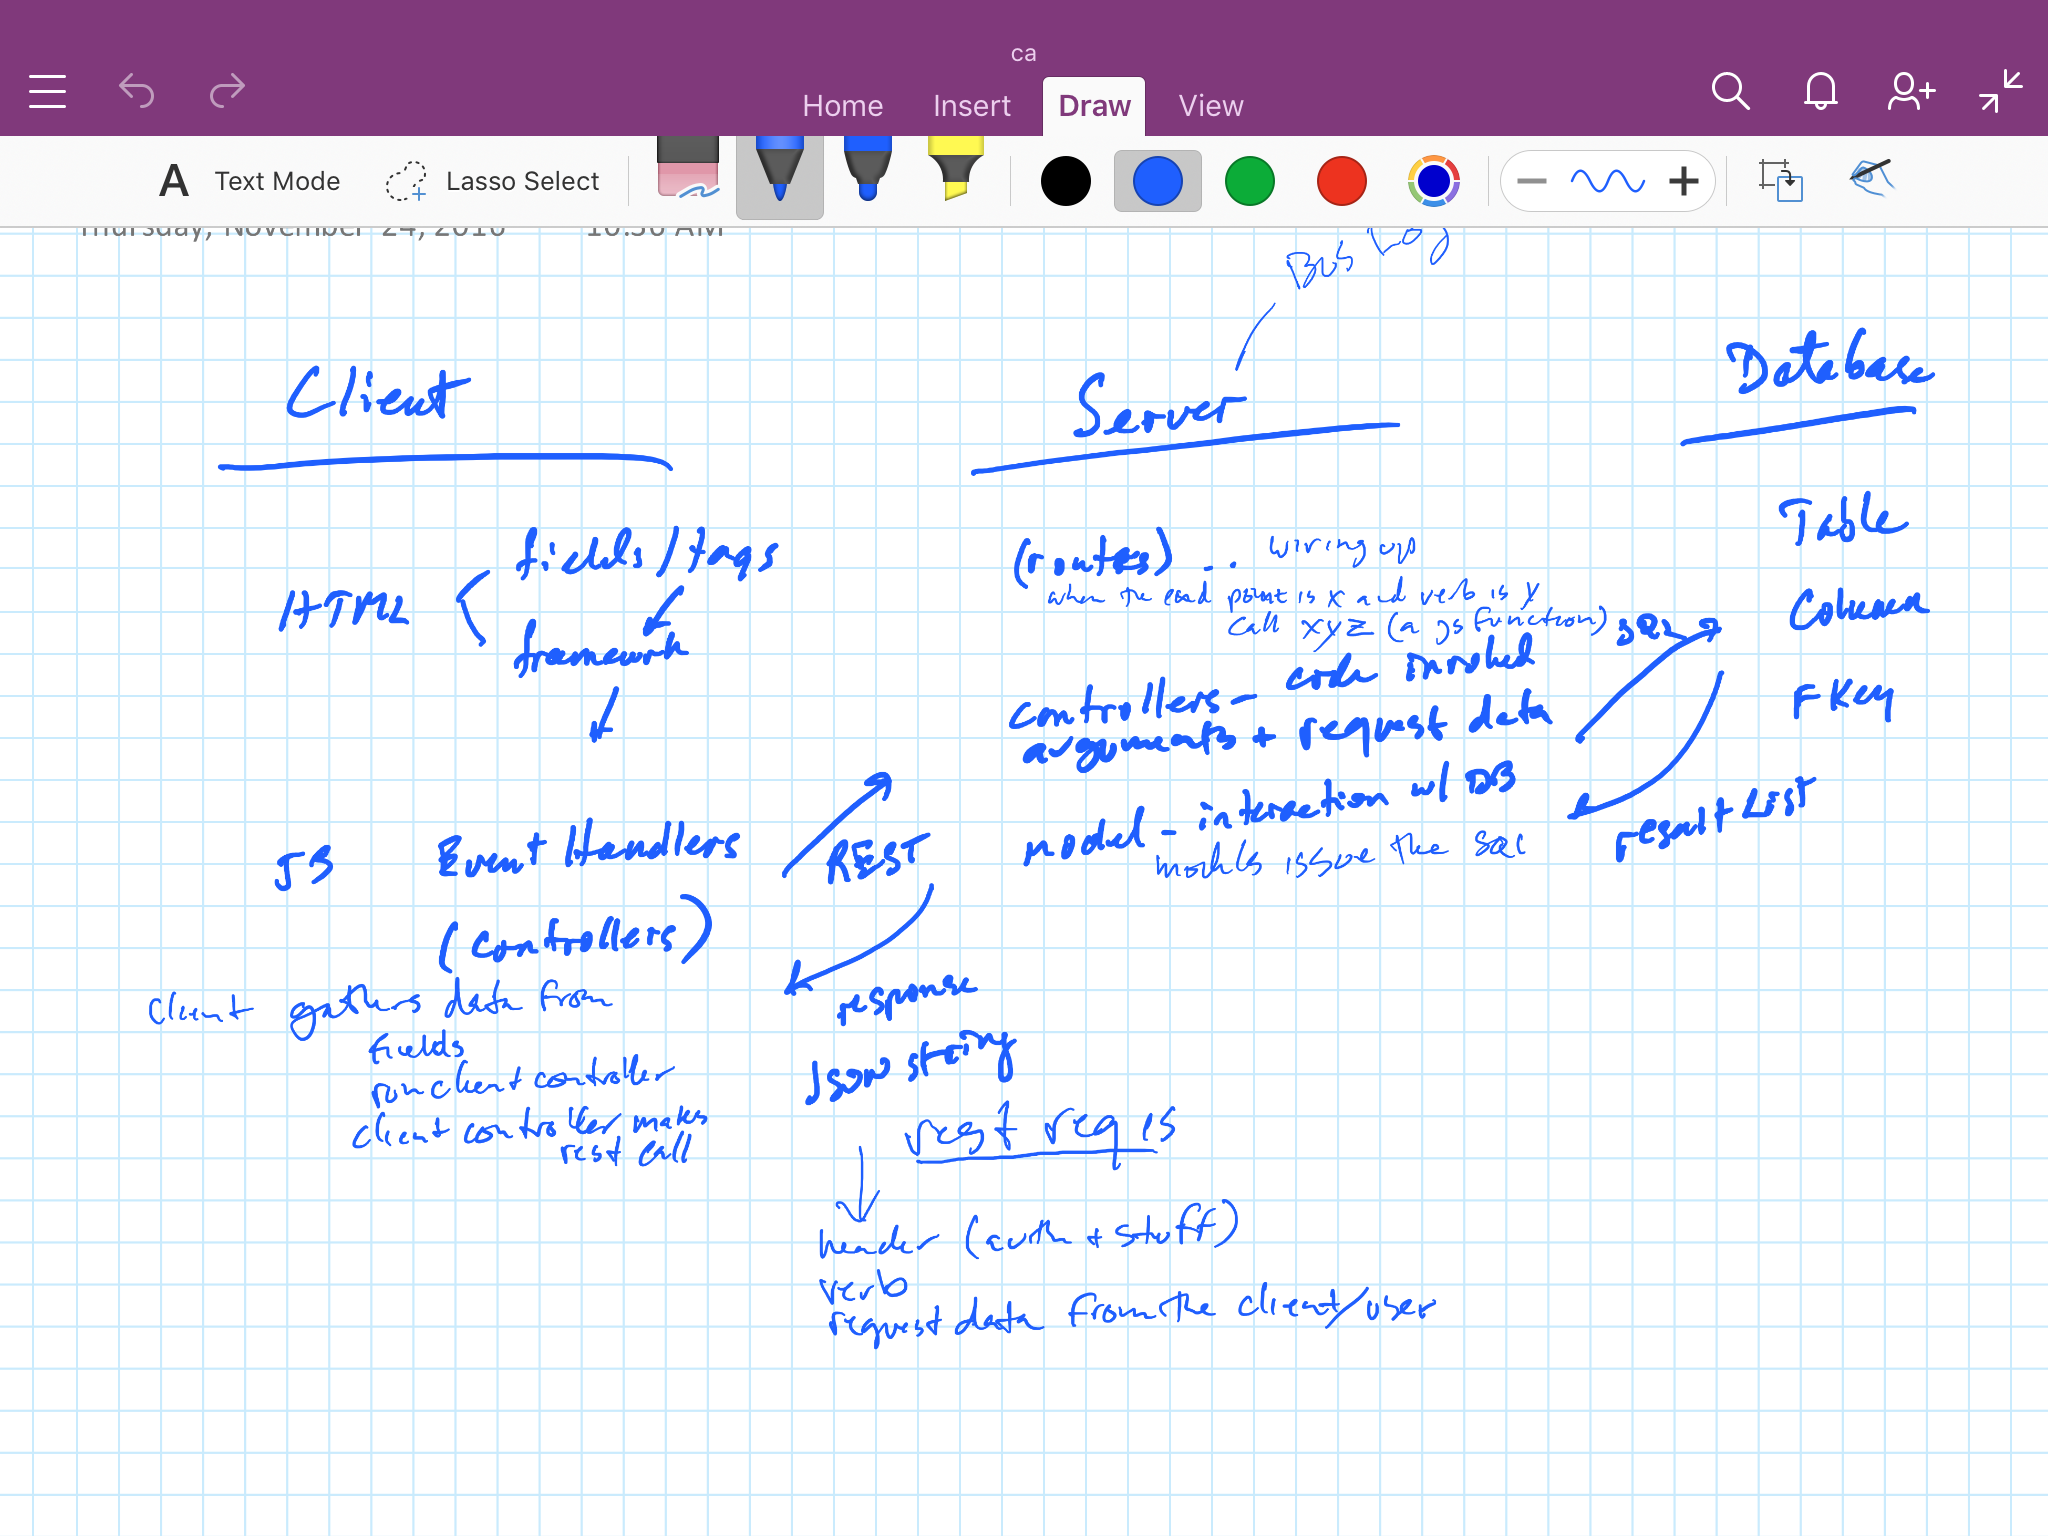 ca
Home Insert Draw View
A Text Mode Lasso Select
Thursday, November 24, 2016 10:36 AM
Bus Log
Client
Server
Database
HTML
fields/tags
framework
JS Event Handlers
(controllers)
Client gathers data from
fields
run client controller
client controller makes
rest call
REST
response
Json string
rest req is
header (auth + stuff)
verb
request data from the client/user
(routes) .. wiring up
when the end point is x and verb is y
call xyz (a js function)
controllers - code invoked
arguments + request data
model - interaction w/ DB
models issue the SQL
SQL
result List
Table
Column
F Key